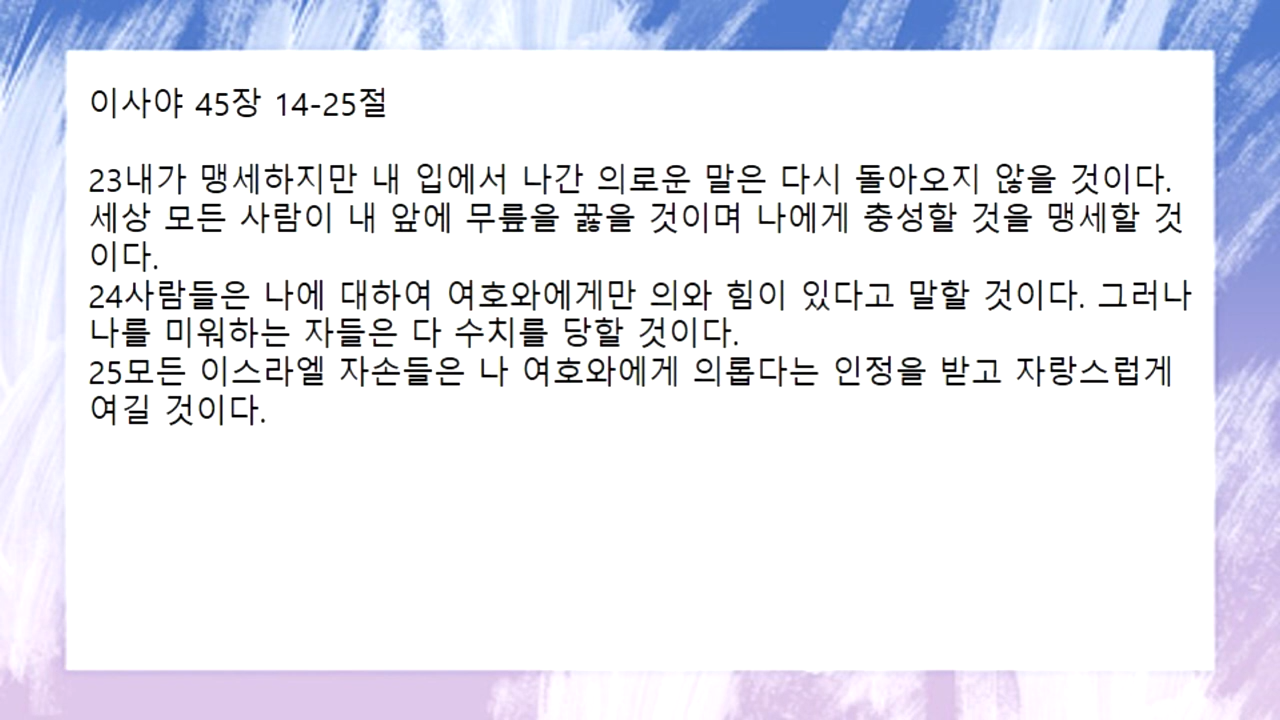 이사야 45장 14-25절
23내가 맹세하지만 내 입에서 나간 의로운 말은 다시 돌아오지 않을 것이다.
세상 모든 사람이 내 앞에 무릎을 꿇을 것이며 나에게 충성할 것을 맹세할 것
이다.
24사람들은 나에 대하여 여호와에게만 의와 힘이 있다고 말할 것이다. 그러나
나를 미워하는 자들은 다 수치를 당할 것이다.
25모든 이스라엘 자손들은 나 여호와에게 의롭다는 인정을 받고 자랑스럽게
여길 것이다.